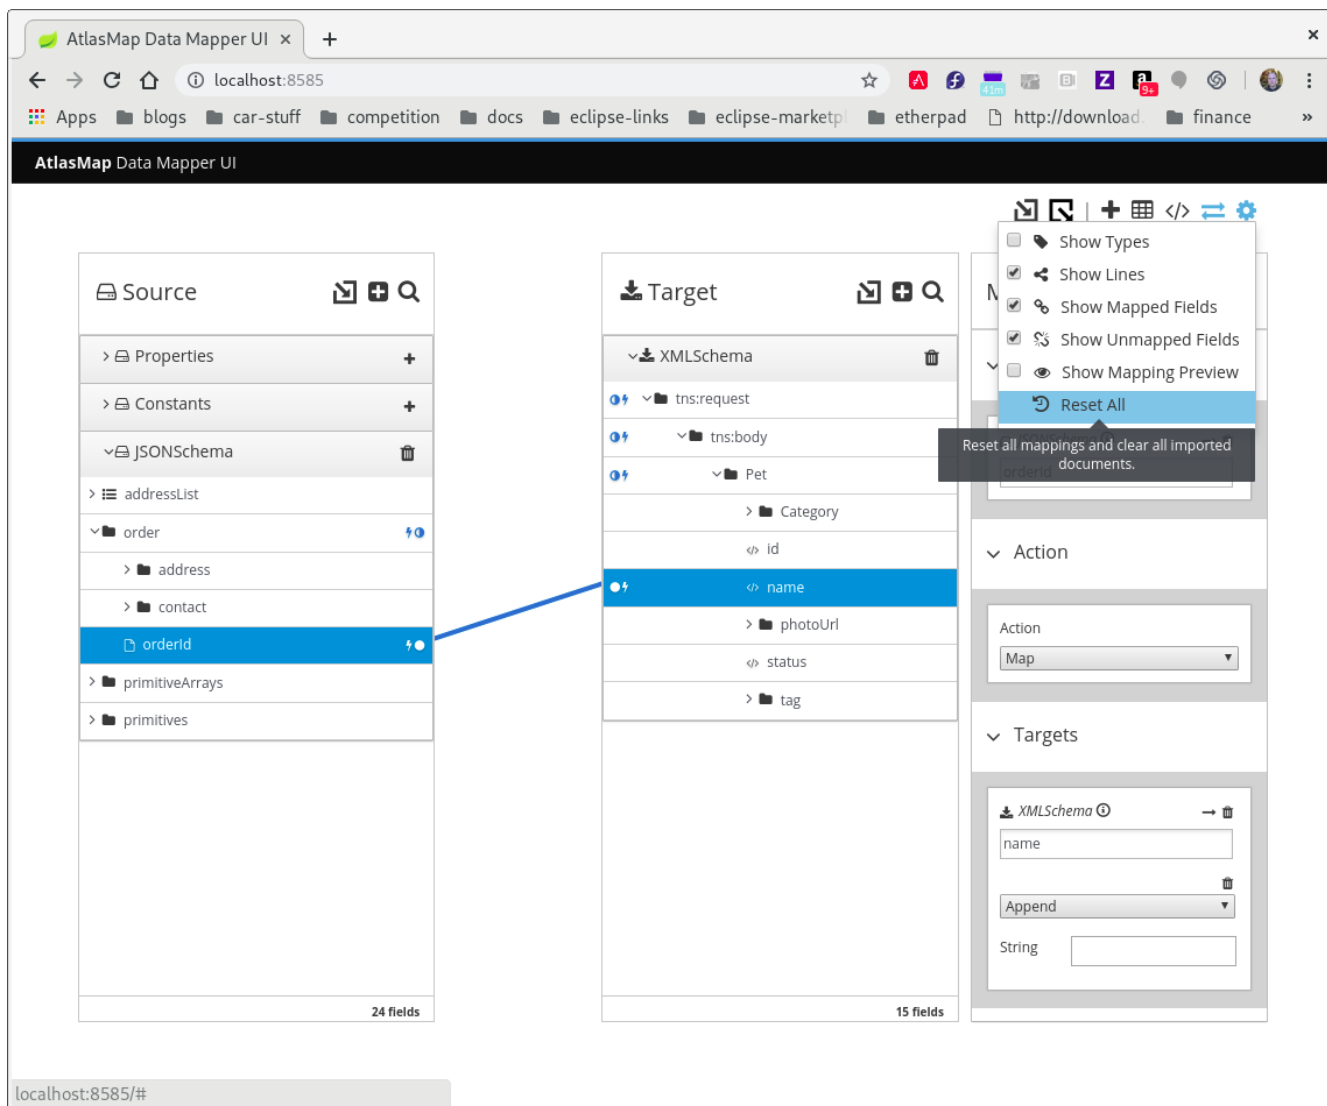 AtlasMap Data Mapper UI × +
localhost:8585
41m
9+
Apps blogs car-stuff competition docs eclipse-links eclipse-marketpl etherpad http://download. finance »
AtlasMap Data Mapper UI
Show Types
Show Lines
Show Mapped Fields
Show Unmapped Fields
Show Mapping Preview
Reset All
Reset all mappings and clear all imported
documents.
Source
Properties
Constants
JSONSchema
addressList
order
address
contact
orderId
primitiveArrays
primitives
24 fields
Target
XMLSchema
tns:request
tns:body
Pet
Category
id
name
photoUrl
status
tag
15 fields
M
orderId
Action
Action
Map
Targets
XMLSchema
name
Append
String
localhost:8585/#